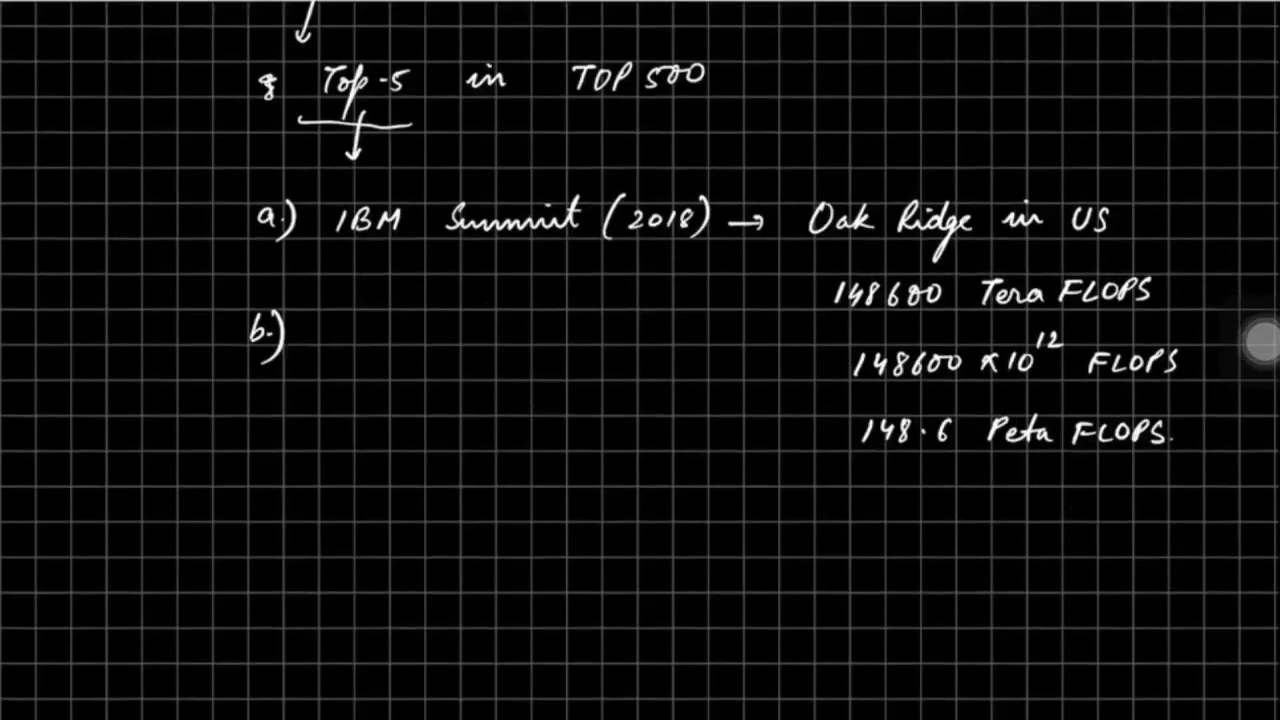 Top-5 in TOP 500
a.) IBM Summit (2018) → Oak Ridge in US
148600 Tera FLOPS
148600 × 10^12 FLOPS
b.)
148.6 Peta FLOPS.